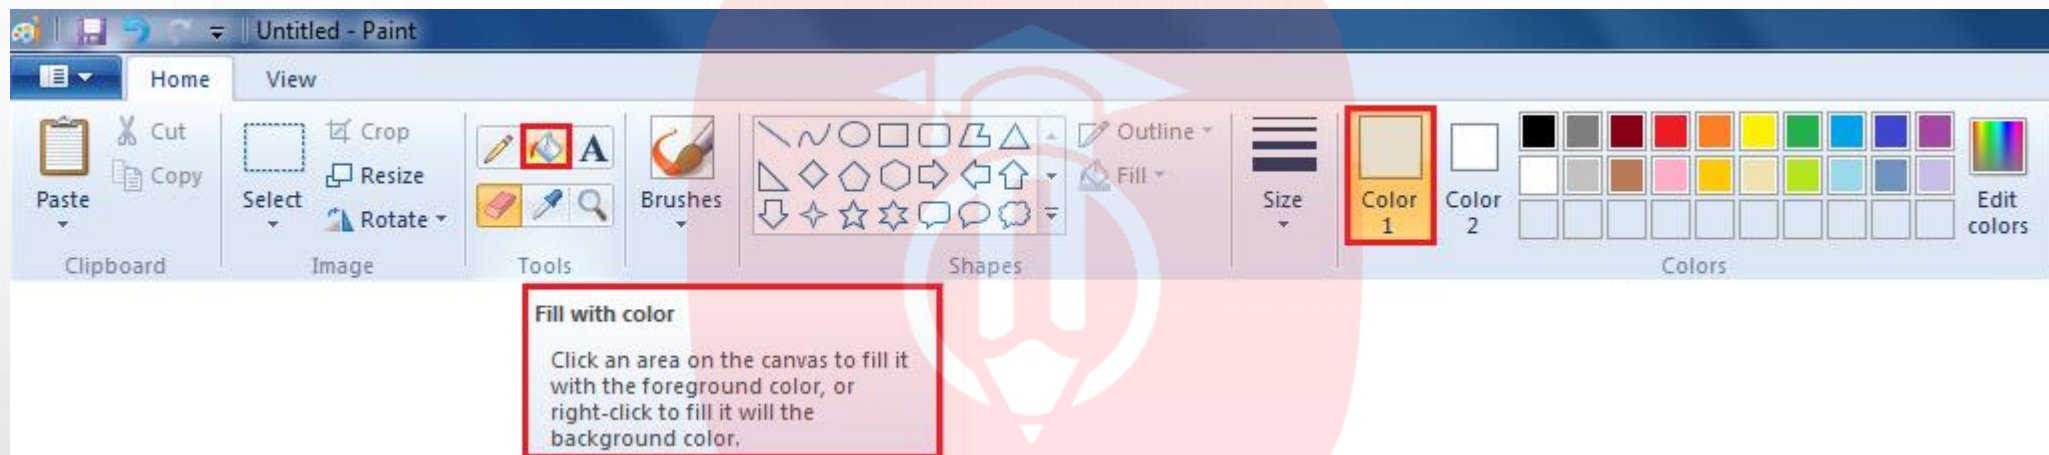 Untitled - Paint
Home View
Paste
Cut
Copy
Clipboard
Select
Crop
Resize
Rotate
Image
A
Tools
Brushes
Outline
Fill
Shapes
Size
Color 1
Color 2
Edit colors
Colors
Fill with color
Click an area on the canvas to fill it
with the foreground color, or
right-click to fill it will the
background color.